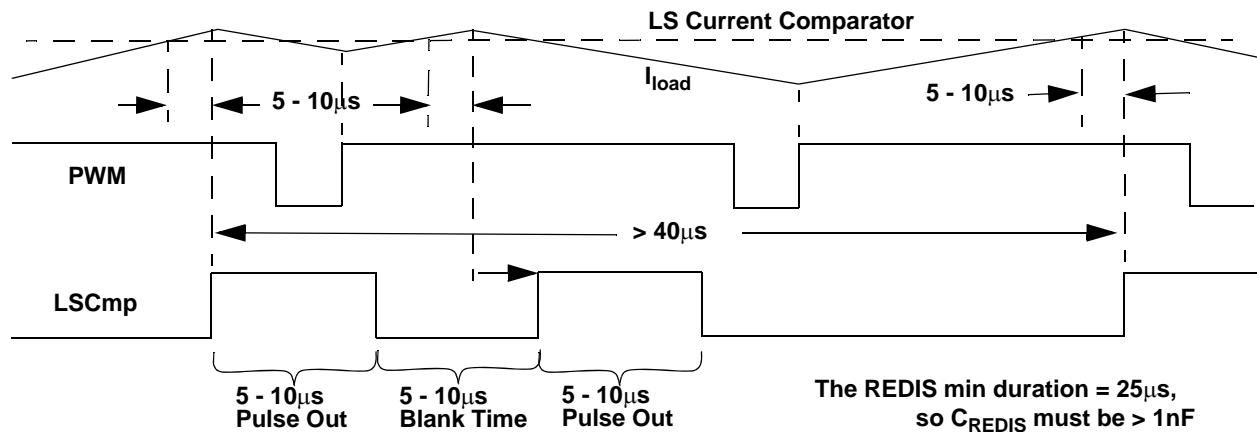 LS Current Comparator
I_load
5 - 10µs
5 - 10µs
PWM
> 40µs
LSCmp
5 - 10µs
Pulse Out
5 - 10µs
Blank Time
5 - 10µs
Pulse Out
The REDIS min duration = 25µs,
so C_REDIS must be > 1nF